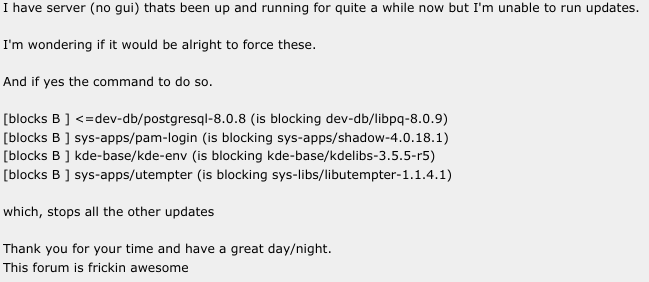 I have server (no gui) thats been up and running for quite a while now but I'm unable to run updates.
I'm wondering if it would be alright to force these.
And if yes the command to do so.
[blocks B ] <=dev-db/postgresql-8.0.8 (is blocking dev-db/libpq-8.0.9)
[blocks B ] sys-apps/pam-login (is blocking sys-apps/shadow-4.0.18.1)
[blocks B ] kde-base/kde-env (is blocking kde-base/kdelibs-3.5.5-r5)
[blocks B ] sys-apps/utempter (is blocking sys-libs/libutempter-1.1.4.1)
which, stops all the other updates
Thank you for your time and have a great day/night.
This forum is frickin awesome